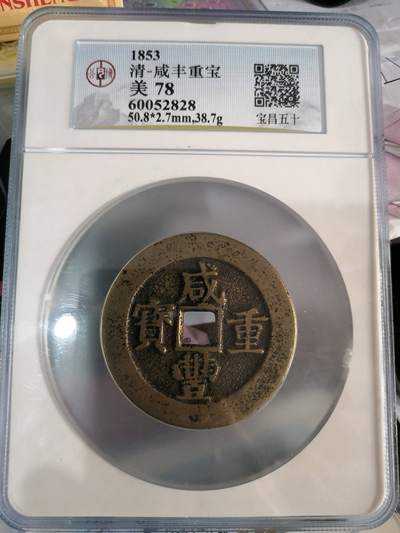 1853
清-咸丰重宝
美 78
60052828
50.8*2.7mm,38.7g
宝昌五十
咸
豐
重
寶